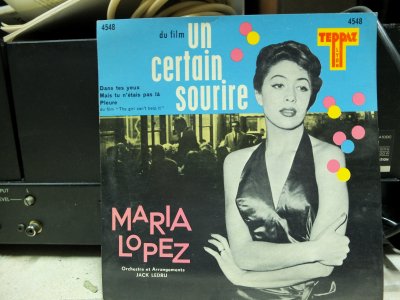 4548
4548
du film
un
certain
sourire
TEPPAZ
Dans tes yeux
Mais tu n'étais pas là
Pleure
du film "The girl can't help it"
MARIA
LOPEZ
Orchestre et Arrangements
JACK LEDRU
LEVEL